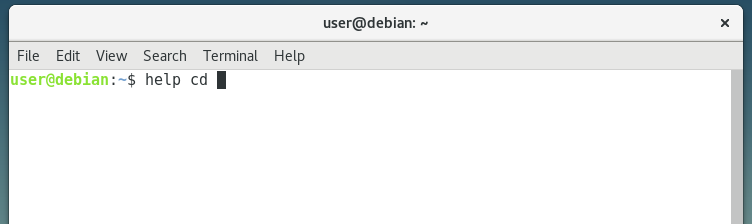 user@debian: ~
File Edit View Search Terminal Help
user@debian:~$ help cd